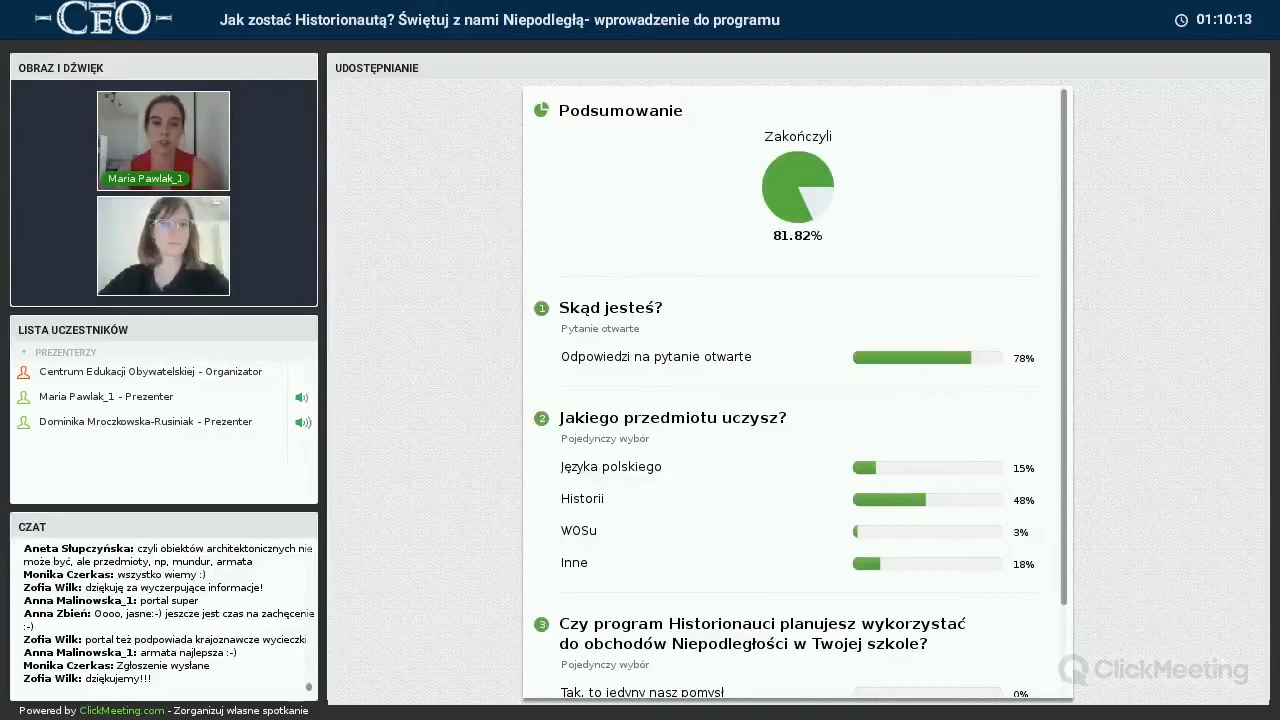 CEO
Jak zostać Historionautą? Świętuj z nami Niepodległą- wprowadzenie do programu
01:10:13
OBRAZ I DŹWIĘK
Maria Pawlak_1
LISTA UCZESTNIKÓW
PREZENTERZY
Centrum Edukacji Obywatelskiej - Organizator
Maria Pawlak_1 - Prezenter
Dominika Mroczkowska-Rusiniak - Prezenter
CZAT
Aneta Słupczyńska: czyli obiektów architektonicznych nie
może być, ale przedmioty, np, mundur, armata
Monika Czerkas: wszystko wiemy :)
Zofia Wilk: dziękuję za wyczerpujące informacje!
Anna Malinowska_1: portal super
Anna Zbień: Oooo, jasne:-) jeszcze jest czas na zachęcenie
:-)
Zofia Wilk: portal też podpowiada krajoznawcze wycieczki
Anna Malinowska_1: armata najlepsza :-)
Monika Czerkas: Zgłoszenie wysłane
Zofia Wilk: dziękujemy!!!
Powered by ClickMeeting.com - Zorganizuj własne spotkanie
UDOSTĘPNIANIE
Podsumowanie
Zakończyli
81.82%
1 Skąd jesteś?
Pytanie otwarte
Odpowiedzi na pytanie otwarte 78%
2 Jakiego przedmiotu uczysz?
Pojedynczy wybór
Języka polskiego 15%
Historii 48%
WOSu 3%
Inne 18%
3 Czy program Historionauci planujesz wykorzystać
do obchodów Niepodległości w Twojej szkole?
Pojedynczy wybór
Tak, to jedyny nasz pomysł 0%
ClickMeeting